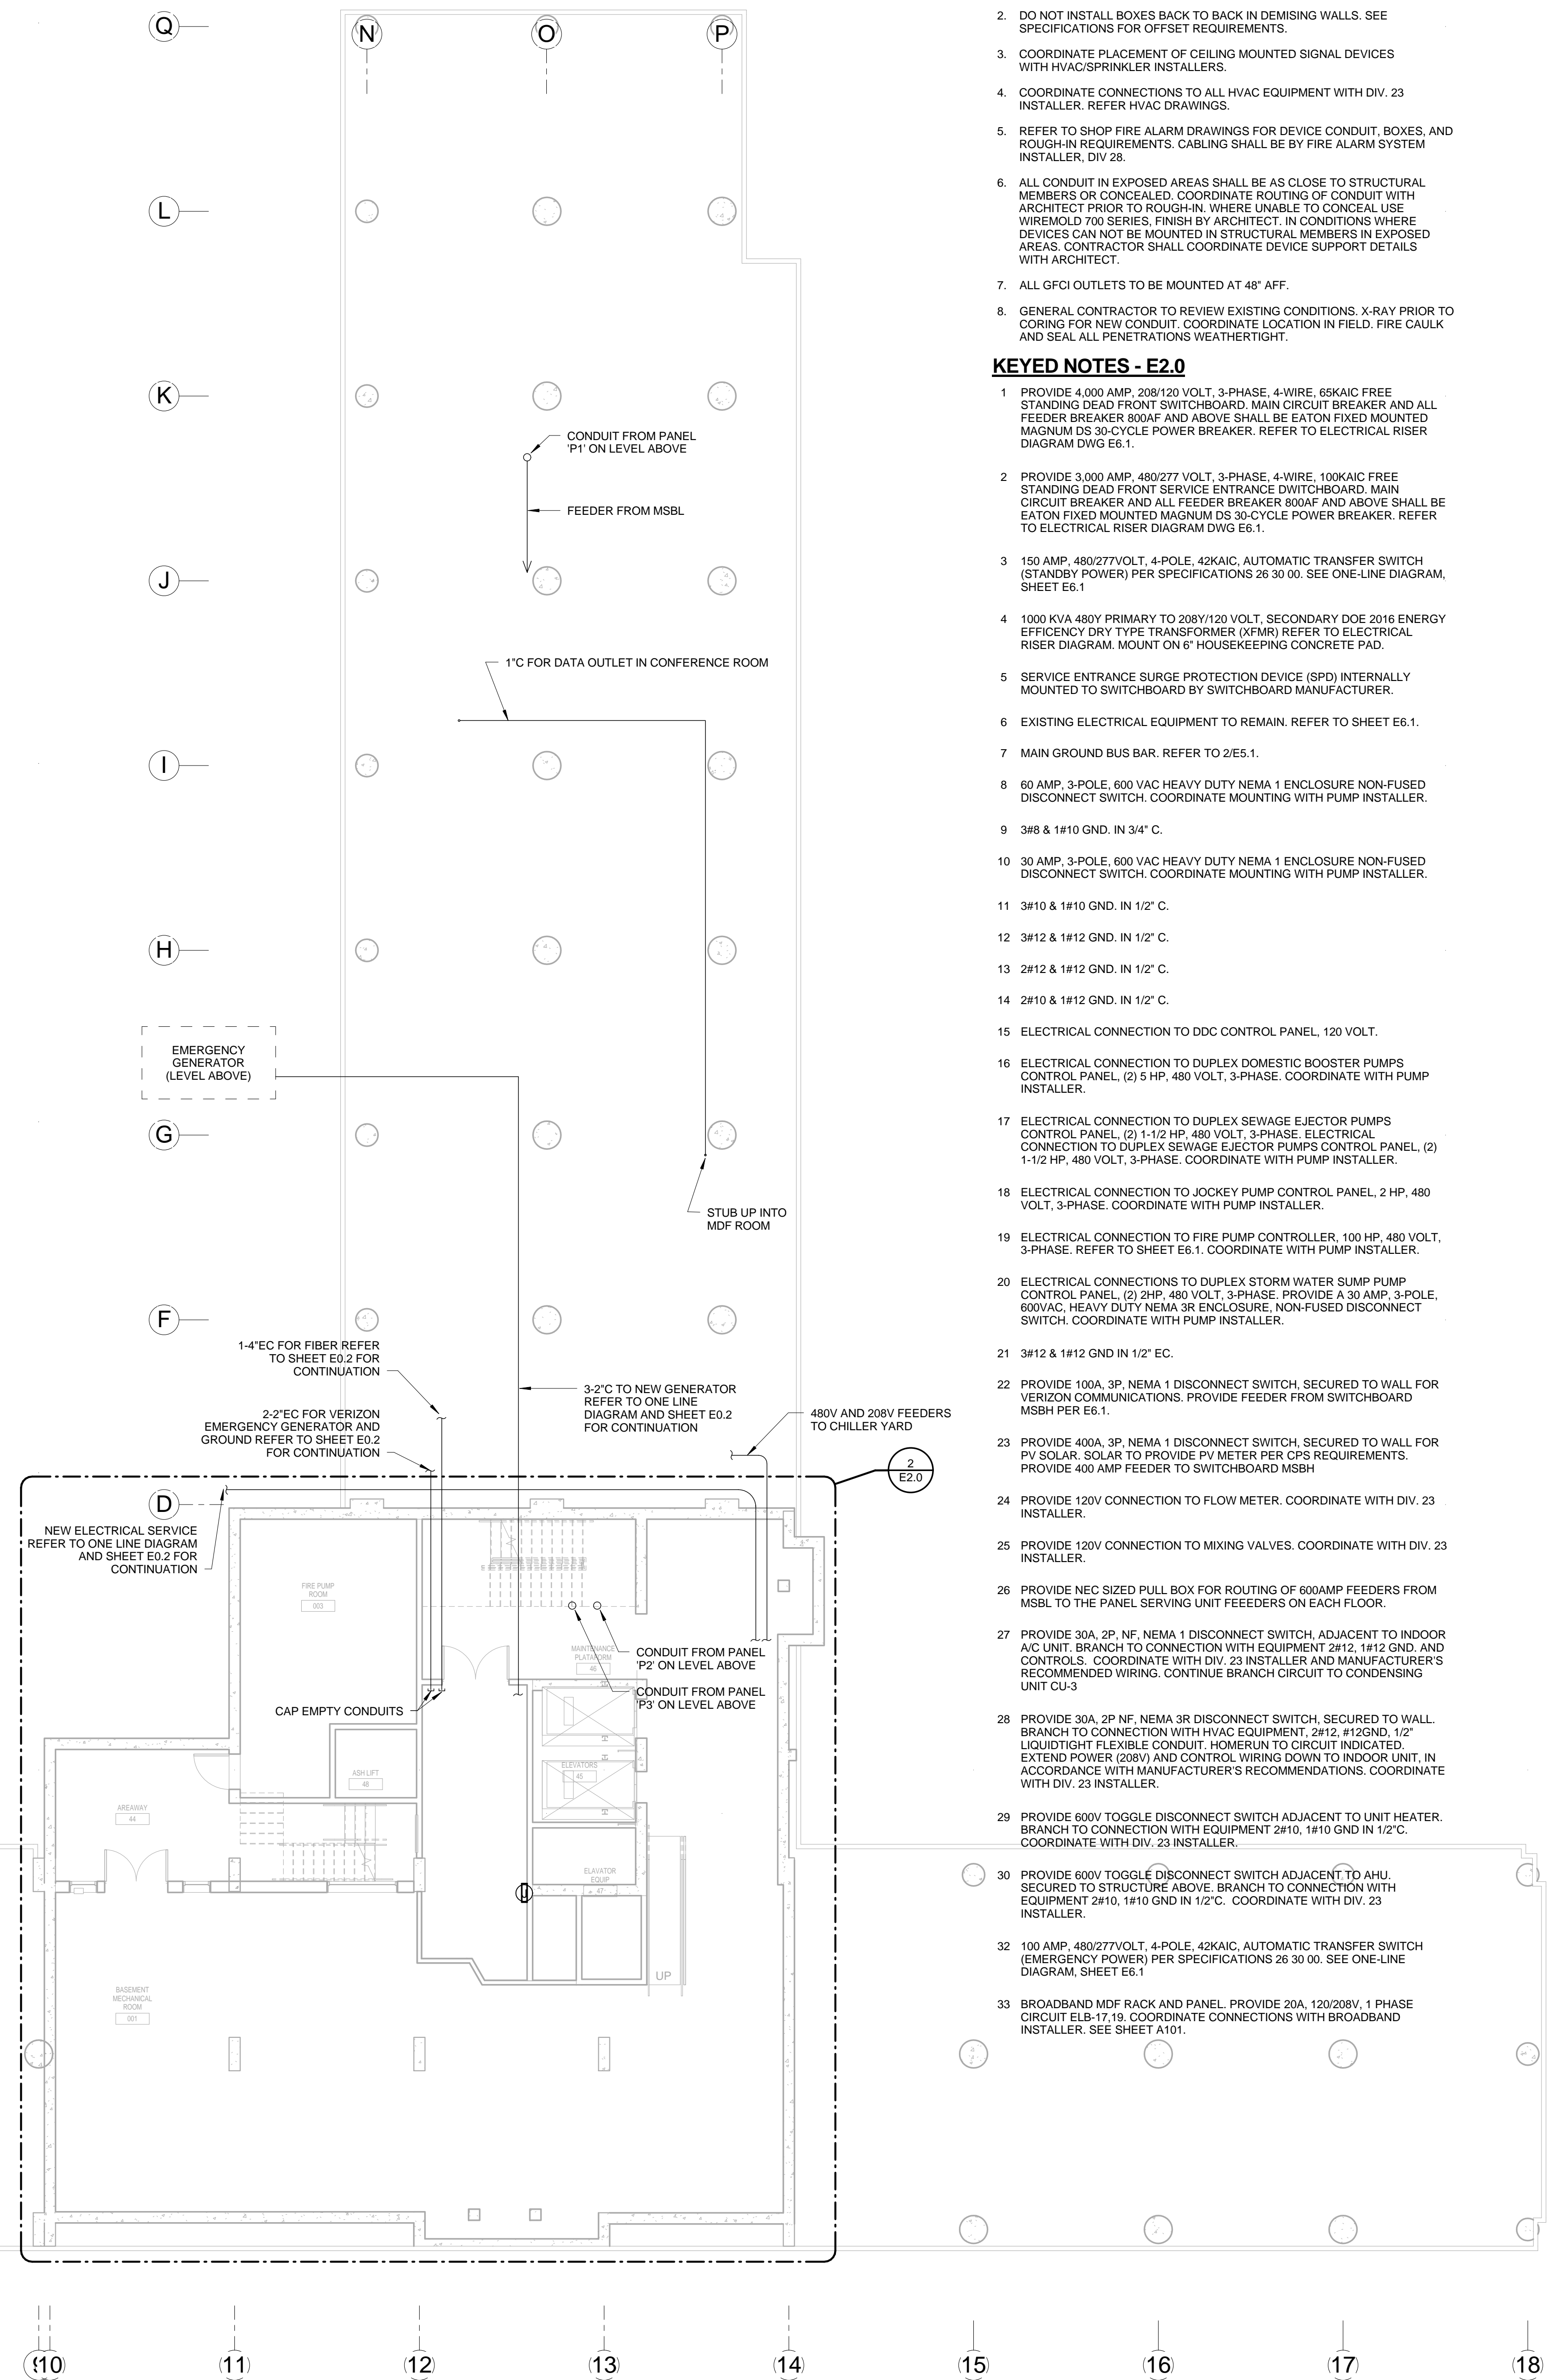 Q
N
O
P
L
K
J
I
H
G
F
D
CONDUIT FROM PANEL
'P1' ON LEVEL ABOVE
FEEDER FROM MSBL
1"C FOR DATA OUTLET IN CONFERENCE ROOM
EMERGENCY
GENERATOR
(LEVEL ABOVE)
STUB UP INTO
MDF ROOM
1-4"EC FOR FIBER REFER
TO SHEET E0.2 FOR
CONTINUATION
2-2"EC FOR VERIZON
EMERGENCY GENERATOR AND
GROUND REFER TO SHEET E0.2
FOR CONTINUATION
3-2"C TO NEW GENERATOR
REFER TO ONE LINE
DIAGRAM AND SHEET E0.2
FOR CONTINUATION
480V AND 208V FEEDERS
TO CHILLER YARD
2
E2.0
NEW ELECTRICAL SERVICE
REFER TO ONE LINE DIAGRAM
AND SHEET E0.2 FOR
CONTINUATION
FIRE PUMP
ROOM
003
MAINTENANCE
PLATAFORM
46
CONDUIT FROM PANEL
'P2' ON LEVEL ABOVE
CONDUIT FROM PANEL
'P3' ON LEVEL ABOVE
CAP EMPTY CONDUITS
ASH LIFT
48
ELEVATORS
45
AREAWAY
44
ELAVATOR
EQUIP
47
UP
BASEMENT
MECHANICAL
ROOM
001
10
11
12
13
14
15
16
17
18
2. DO NOT INSTALL BOXES BACK TO BACK IN DEMISING WALLS. SEE
SPECIFICATIONS FOR OFFSET REQUIREMENTS.
3. COORDINATE PLACEMENT OF CEILING MOUNTED SIGNAL DEVICES
WITH HVAC/SPRINKLER INSTALLERS.
4. COORDINATE CONNECTIONS TO ALL HVAC EQUIPMENT WITH DIV. 23
INSTALLER. REFER HVAC DRAWINGS.
5. REFER TO SHOP FIRE ALARM DRAWINGS FOR DEVICE CONDUIT, BOXES, AND
ROUGH-IN REQUIREMENTS. CABLING SHALL BE BY FIRE ALARM SYSTEM
INSTALLER, DIV 28.
6. ALL CONDUIT IN EXPOSED AREAS SHALL BE AS CLOSE TO STRUCTURAL
MEMBERS OR CONCEALED. COORDINATE ROUTING OF CONDUIT WITH
ARCHITECT PRIOR TO ROUGH-IN. WHERE UNABLE TO CONCEAL USE
WIREMOLD 700 SERIES, FINISH BY ARCHITECT. IN CONDITIONS WHERE
DEVICES CAN NOT BE MOUNTED IN STRUCTURAL MEMBERS IN EXPOSED
AREAS. CONTRACTOR SHALL COORDINATE DEVICE SUPPORT DETAILS
WITH ARCHITECT.
7. ALL GFCI OUTLETS TO BE MOUNTED AT 48" AFF.
8. GENERAL CONTRACTOR TO REVIEW EXISTING CONDITIONS. X-RAY PRIOR TO
CORING FOR NEW CONDUIT. COORDINATE LOCATION IN FIELD. FIRE CAULK
AND SEAL ALL PENETRATIONS WEATHERTIGHT.
KEYED NOTES - E2.0
1 PROVIDE 4,000 AMP, 208/120 VOLT, 3-PHASE, 4-WIRE, 65KAIC FREE
STANDING DEAD FRONT SWITCHBOARD. MAIN CIRCUIT BREAKER AND ALL
FEEDER BREAKER 800AF AND ABOVE SHALL BE EATON FIXED MOUNTED
MAGNUM DS 30-CYCLE POWER BREAKER. REFER TO ELECTRICAL RISER
DIAGRAM DWG E6.1.
2 PROVIDE 3,000 AMP, 480/277 VOLT, 3-PHASE, 4-WIRE, 100KAIC FREE
STANDING DEAD FRONT SERVICE ENTRANCE DWITCHBOARD. MAIN
CIRCUIT BREAKER AND ALL FEEDER BREAKER 800AF AND ABOVE SHALL BE
EATON FIXED MOUNTED MAGNUM DS 30-CYCLE POWER BREAKER. REFER
TO ELECTRICAL RISER DIAGRAM DWG E6.1.
3 150 AMP, 480/277VOLT, 4-POLE, 42KAIC, AUTOMATIC TRANSFER SWITCH
(STANDBY POWER) PER SPECIFICATIONS 26 30 00. SEE ONE-LINE DIAGRAM,
SHEET E6.1
4 1000 KVA 480Y PRIMARY TO 208Y/120 VOLT, SECONDARY DOE 2016 ENERGY
EFFICENCY DRY TYPE TRANSFORMER (XFMR) REFER TO ELECTRICAL
RISER DIAGRAM. MOUNT ON 6" HOUSEKEEPING CONCRETE PAD.
5 SERVICE ENTRANCE SURGE PROTECTION DEVICE (SPD) INTERNALLY
MOUNTED TO SWITCHBOARD BY SWITCHBOARD MANUFACTURER.
6 EXISTING ELECTRICAL EQUIPMENT TO REMAIN. REFER TO SHEET E6.1.
7 MAIN GROUND BUS BAR. REFER TO 2/E5.1.
8 60 AMP, 3-POLE, 600 VAC HEAVY DUTY NEMA 1 ENCLOSURE NON-FUSED
DISCONNECT SWITCH. COORDINATE MOUNTING WITH PUMP INSTALLER.
9 3#8 & 1#10 GND. IN 3/4" C.
10 30 AMP, 3-POLE, 600 VAC HEAVY DUTY NEMA 1 ENCLOSURE NON-FUSED
DISCONNECT SWITCH. COORDINATE MOUNTING WITH PUMP INSTALLER.
11 3#10 & 1#10 GND. IN 1/2" C.
12 3#12 & 1#12 GND. IN 1/2" C.
13 2#12 & 1#12 GND. IN 1/2" C.
14 2#10 & 1#12 GND. IN 1/2" C.
15 ELECTRICAL CONNECTION TO DDC CONTROL PANEL, 120 VOLT.
16 ELECTRICAL CONNECTION TO DUPLEX DOMESTIC BOOSTER PUMPS
CONTROL PANEL, (2) 5 HP, 480 VOLT, 3-PHASE. COORDINATE WITH PUMP
INSTALLER.
17 ELECTRICAL CONNECTION TO DUPLEX SEWAGE EJECTOR PUMPS
CONTROL PANEL, (2) 1-1/2 HP, 480 VOLT, 3-PHASE. ELECTRICAL
CONNECTION TO DUPLEX SEWAGE EJECTOR PUMPS CONTROL PANEL, (2)
1-1/2 HP, 480 VOLT, 3-PHASE. COORDINATE WITH PUMP INSTALLER.
18 ELECTRICAL CONNECTION TO JOCKEY PUMP CONTROL PANEL, 2 HP, 480
VOLT, 3-PHASE. COORDINATE WITH PUMP INSTALLER.
19 ELECTRICAL CONNECTION TO FIRE PUMP CONTROLLER, 100 HP, 480 VOLT,
3-PHASE. REFER TO SHEET E6.1. COORDINATE WITH PUMP INSTALLER.
20 ELECTRICAL CONNECTIONS TO DUPLEX STORM WATER SUMP PUMP
CONTROL PANEL, (2) 2HP, 480 VOLT, 3-PHASE. PROVIDE A 30 AMP, 3-POLE,
600VAC, HEAVY DUTY NEMA 3R ENCLOSURE, NON-FUSED DISCONNECT
SWITCH. COORDINATE WITH PUMP INSTALLER.
21 3#12 & 1#12 GND IN 1/2" EC.
22 PROVIDE 100A, 3P, NEMA 1 DISCONNECT SWITCH, SECURED TO WALL FOR
VERIZON COMMUNICATIONS. PROVIDE FEEDER FROM SWITCHBOARD
MSBH PER E6.1.
23 PROVIDE 400A, 3P, NEMA 1 DISCONNECT SWITCH, SECURED TO WALL FOR
PV SOLAR. SOLAR TO PROVIDE PV METER PER CPS REQUIREMENTS.
PROVIDE 400 AMP FEEDER TO SWITCHBOARD MSBH
24 PROVIDE 120V CONNECTION TO FLOW METER. COORDINATE WITH DIV. 23
INSTALLER.
25 PROVIDE 120V CONNECTION TO MIXING VALVES. COORDINATE WITH DIV. 23
INSTALLER.
26 PROVIDE NEC SIZED PULL BOX FOR ROUTING OF 600AMP FEEDERS FROM
MSBL TO THE PANEL SERVING UNIT FEEEDERS ON EACH FLOOR.
27 PROVIDE 30A, 2P, NF, NEMA 1 DISCONNECT SWITCH, ADJACENT TO INDOOR
A/C UNIT. BRANCH TO CONNECTION WITH EQUIPMENT 2#12, 1#12 GND. AND
CONTROLS. COORDINATE WITH DIV. 23 INSTALLER AND MANUFACTURER'S
RECOMMENDED WIRING. CONTINUE BRANCH CIRCUIT TO CONDENSING
UNIT CU-3
28 PROVIDE 30A, 2P NF, NEMA 3R DISCONNECT SWITCH, SECURED TO WALL.
BRANCH TO CONNECTION WITH HVAC EQUIPMENT, 2#12, #12GND, 1/2"
LIQUIDTIGHT FLEXIBLE CONDUIT. HOMERUN TO CIRCUIT INDICATED.
EXTEND POWER (208V) AND CONTROL WIRING DOWN TO INDOOR UNIT, IN
ACCORDANCE WITH MANUFACTURER'S RECOMMENDATIONS. COORDINATE
WITH DIV. 23 INSTALLER.
29 PROVIDE 600V TOGGLE DISCONNECT SWITCH ADJACENT TO UNIT HEATER.
BRANCH TO CONNECTION WITH EQUIPMENT 2#10, 1#10 GND IN 1/2"C.
COORDINATE WITH DIV. 23 INSTALLER.
30 PROVIDE 600V TOGGLE DISCONNECT SWITCH ADJACENT TO AHU.
SECURED TO STRUCTURE ABOVE. BRANCH TO CONNECTION WITH
EQUIPMENT 2#10, 1#10 GND IN 1/2"C. COORDINATE WITH DIV. 23
INSTALLER.
32 100 AMP, 480/277VOLT, 4-POLE, 42KAIC, AUTOMATIC TRANSFER SWITCH
(EMERGENCY POWER) PER SPECIFICATIONS 26 30 00. SEE ONE-LINE
DIAGRAM, SHEET E6.1
33 BROADBAND MDF RACK AND PANEL. PROVIDE 20A, 120/208V, 1 PHASE
CIRCUIT ELB-17,19. COORDINATE CONNECTIONS WITH BROADBAND
INSTALLER. SEE SHEET A101.